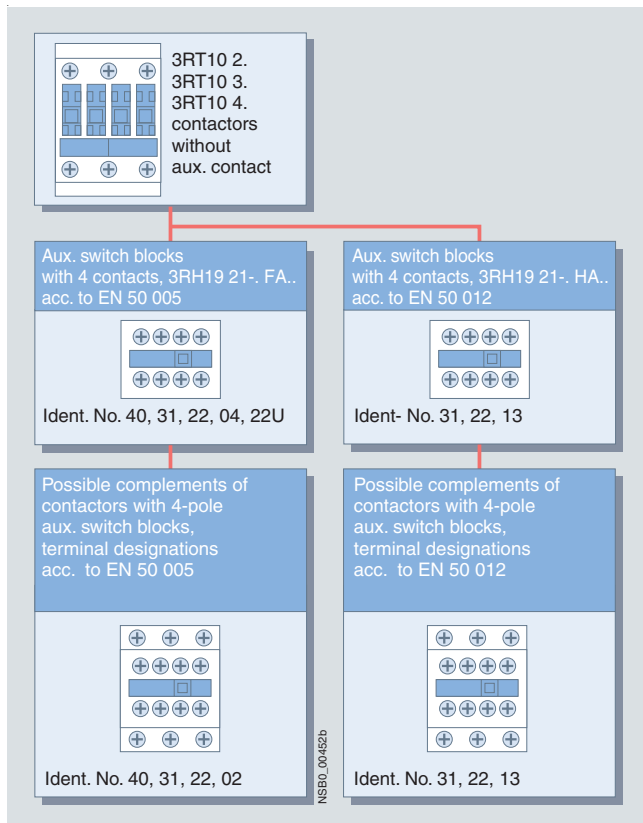 3RT10 2.
3RT10 3.
3RT10 4.
contactors
without
aux. contact
Aux. switch blocks
with 4 contacts, 3RH19 21-. FA..
acc. to EN 50 005
Ident. No. 40, 31, 22, 04, 22U
Aux. switch blocks
with 4 contacts, 3RH19 21-. HA..
acc. to EN 50 012
Ident- No. 31, 22, 13
Possible complements of
contactors with 4-pole
aux. switch blocks,
terminal designations
acc. to EN 50 005
Ident. No. 40, 31, 22, 02
Possible complements of
contactors with 4-pole
aux. switch blocks,
terminal designations
acc. to EN 50 012
Ident. No. 31, 22, 13
NSB0_00452b